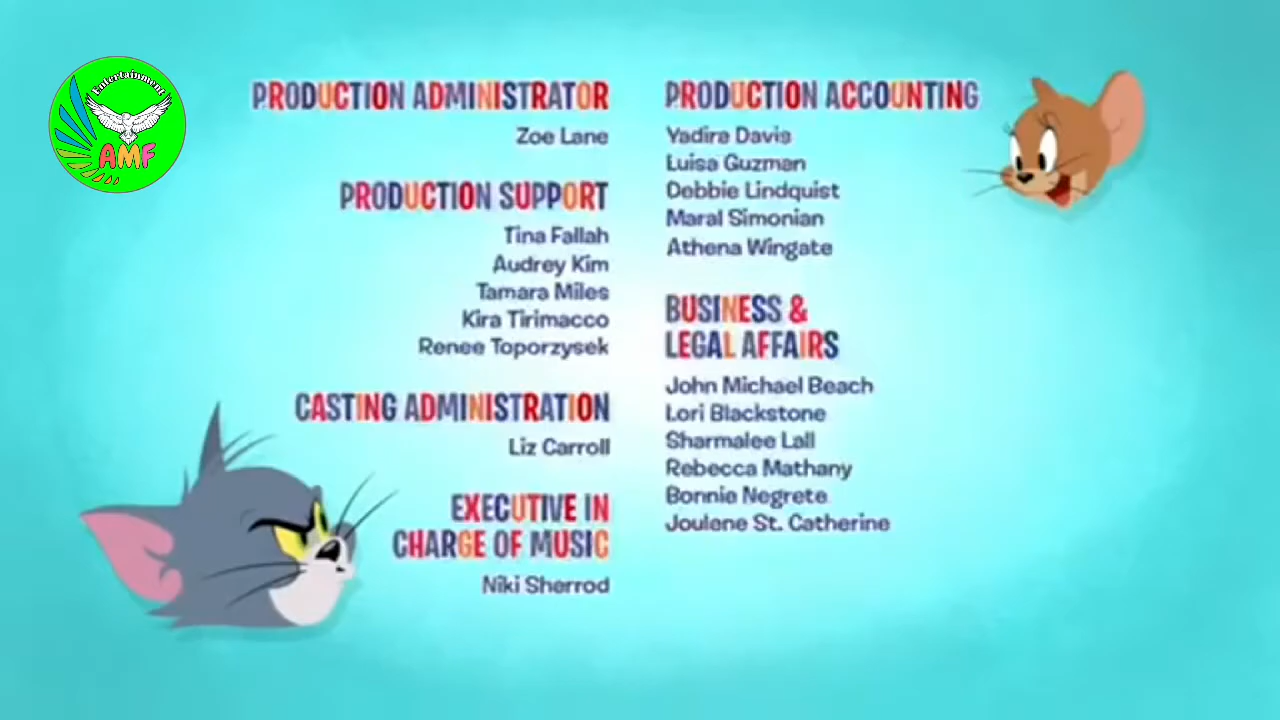 Entertainment
AMF
PRODUCTION ADMINISTRATOR
Zoe Lane
PRODUCTION SUPPORT
Tina Fallah
Audrey Kim
Tamara Miles
Kira Tirimacco
Renee Toporzysek
CASTING ADMINISTRATION
Liz Carroll
EXECUTIVE IN
CHARGE OF MUSIC
Niki Sherrod
PRODUCTION ACCOUNTING
Yadira Davis
Luisa Guzman
Debbie Lindquist
Maral Simonian
Athena Wingate
BUSINESS &
LEGAL AFFAIRS
John Michael Beach
Lori Blackstone
Sharmalee Lall
Rebecca Mathany
Bonnie Negrete
Joulene St. Catherine